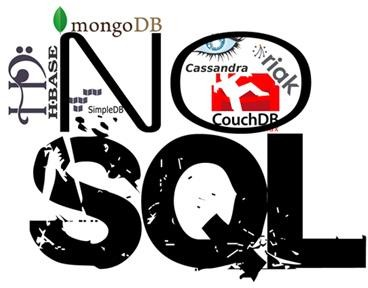 mongoDB
HBASE
NO
Cassandra
riak
SimpleDB
CouchDB
SQL